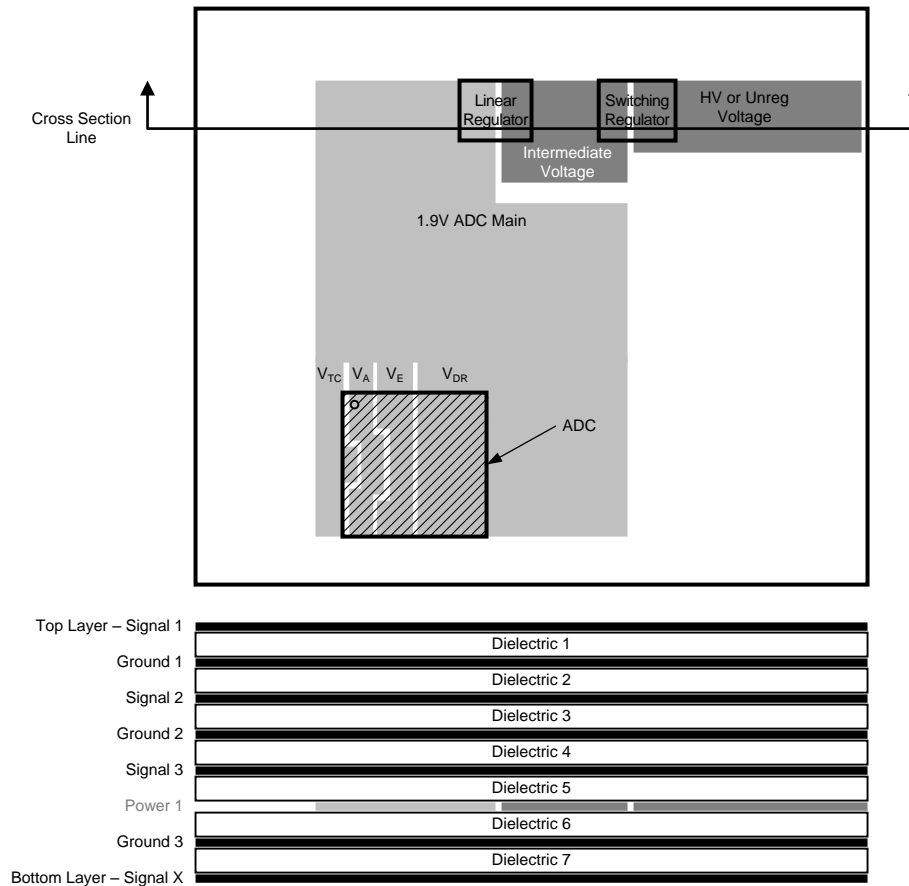 Linear
Regulator
Switching
Regulator
HV or Unreg
Voltage
Cross Section
Line
Intermediate
Voltage
1.9V ADC Main
VTC VA VE VDR
ADC
Top Layer – Signal 1
Dielectric 1
Ground 1
Dielectric 2
Signal 2
Dielectric 3
Ground 2
Dielectric 4
Signal 3
Dielectric 5
Power 1
Dielectric 6
Ground 3
Dielectric 7
Bottom Layer – Signal X